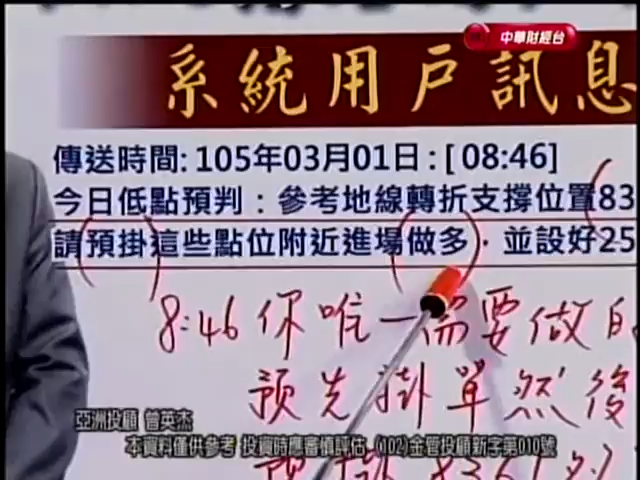 中華財經台
系統用戶訊息
傳送時間: 105年03月01日 : [ 08:46]
今日低點預判：參考地線轉折支撐位置83
請預掛這些點位附近進場做多．並設好25
8:46 你唯一需要做的
預先掛單 然後
亞洲投顧 曾英杰
本資料僅供參考 投資時應審慎評估 (102)金管投顧新字第010號